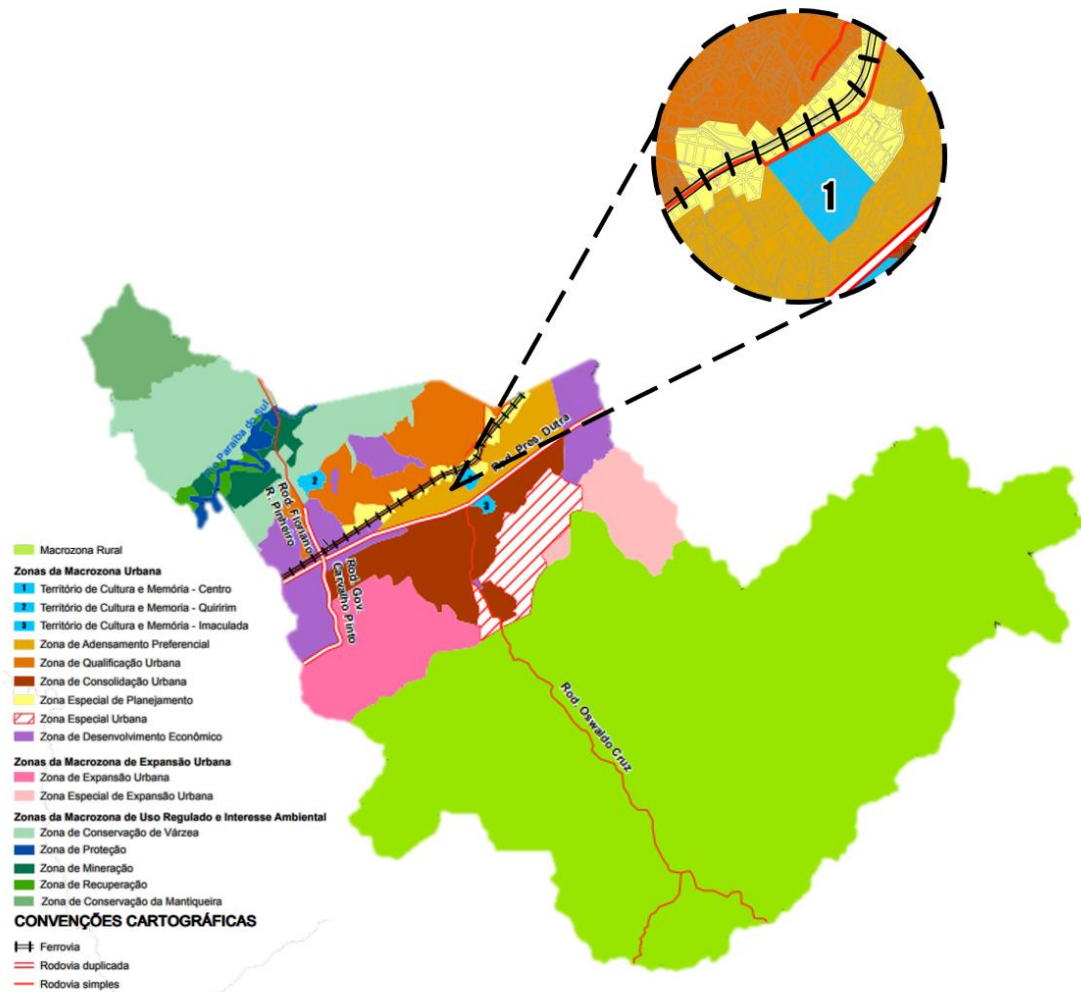 1
Rio Paraíba do Sul
Rod. Pres. Dutra
2
1
3
Rod. Floriano
R. Pinheiro
Rod. Gov.
Carvalho Pinto
Rod. Oswaldo Cruz
Macrozona Rural
Zonas da Macrozona Urbana
1 Território de Cultura e Memória - Centro
2 Território de Cultura e Memoria - Quiririm
3 Território de Cultura e Memória - Imaculada
Zona de Adensamento Preferencial
Zona de Qualificação Urbana
Zona de Consolidação Urbana
Zona Especial de Planejamento
Zona Especial Urbana
Zona de Desenvolvimento Econômico
Zonas da Macrozona de Expansão Urbana
Zona de Expansão Urbana
Zona Especial de Expansão Urbana
Zonas da Macrozona de Uso Regulado e Interesse Ambiental
Zona de Conservação de Várzea
Zona de Proteção
Zona de Mineração
Zona de Recuperação
Zona de Conservação da Mantiqueira
CONVENÇÕES CARTOGRÁFICAS
Ferrovia
Rodovia duplicada
Rodovia simples